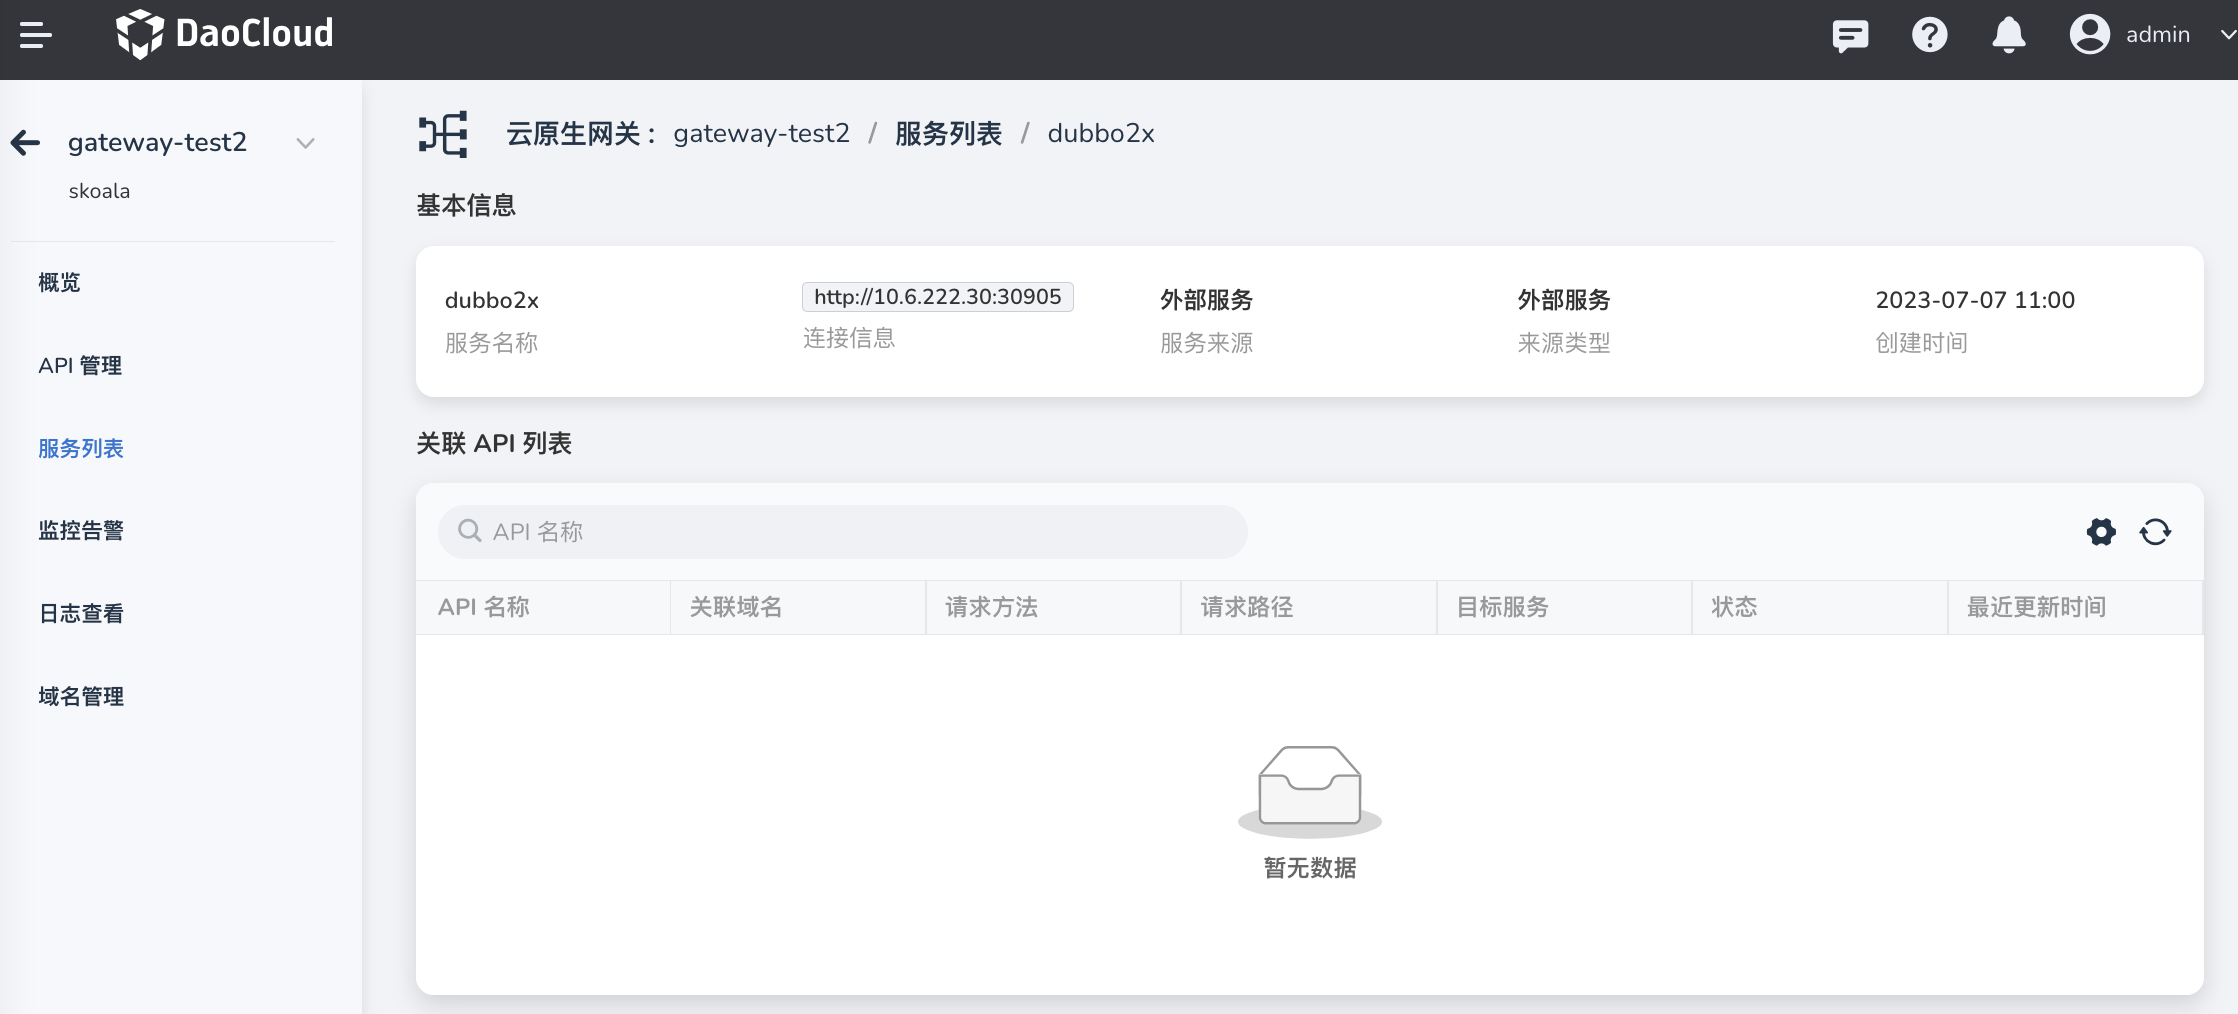 DaoCloud
admin
gateway-test2
skoala
概览
API 管理
服务列表
监控告警
日志查看
域名管理
云原生网关： gateway-test2 / 服务列表 / dubbo2x
基本信息
dubbo2x
服务名称
http://10.6.222.30:30905
连接信息
外部服务
服务来源
外部服务
来源类型
2023-07-07 11:00
创建时间
关联 API 列表
API 名称
API 名称 关联域名 请求方法 请求路径 目标服务 状态 最近更新时间
暂无数据